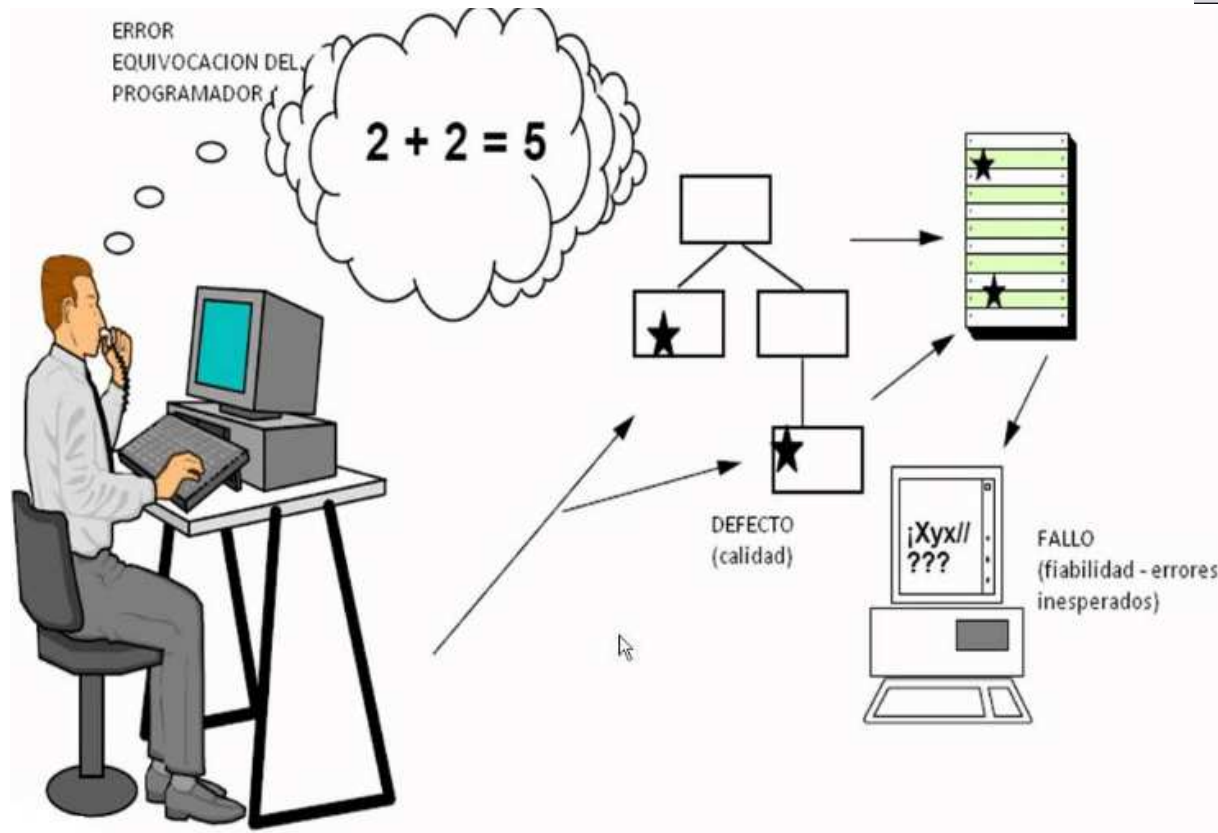 ERROR
EQUIVOCACION DEL
PROGRAMADOR
2 + 2 = 5
DEFECTO
(calidad)
¡Xyx//
???
FALLO
(fiabilidad - errores
inesperados)